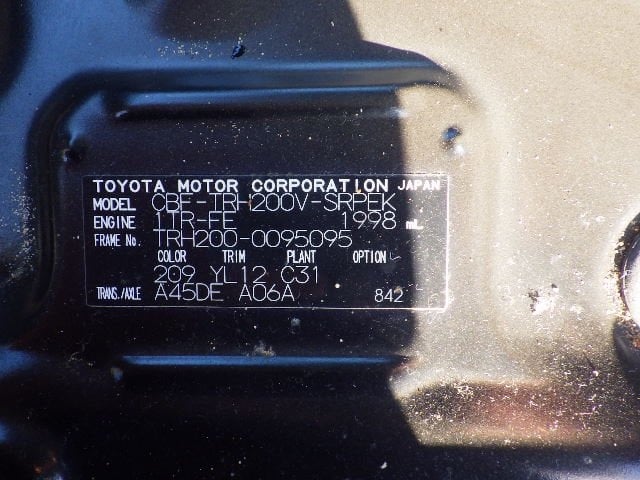 TOYOTA MOTOR CORPORATION JAPAN
MODEL CBF-TRH200V-SRPEK
ENGINE 1TR-FE 1998 mL
FRAME No. TRH200-0095095
COLOR TRIM PLANT OPTION
209 YL12 C31
TRANS./AXLE A45DE A06A 842